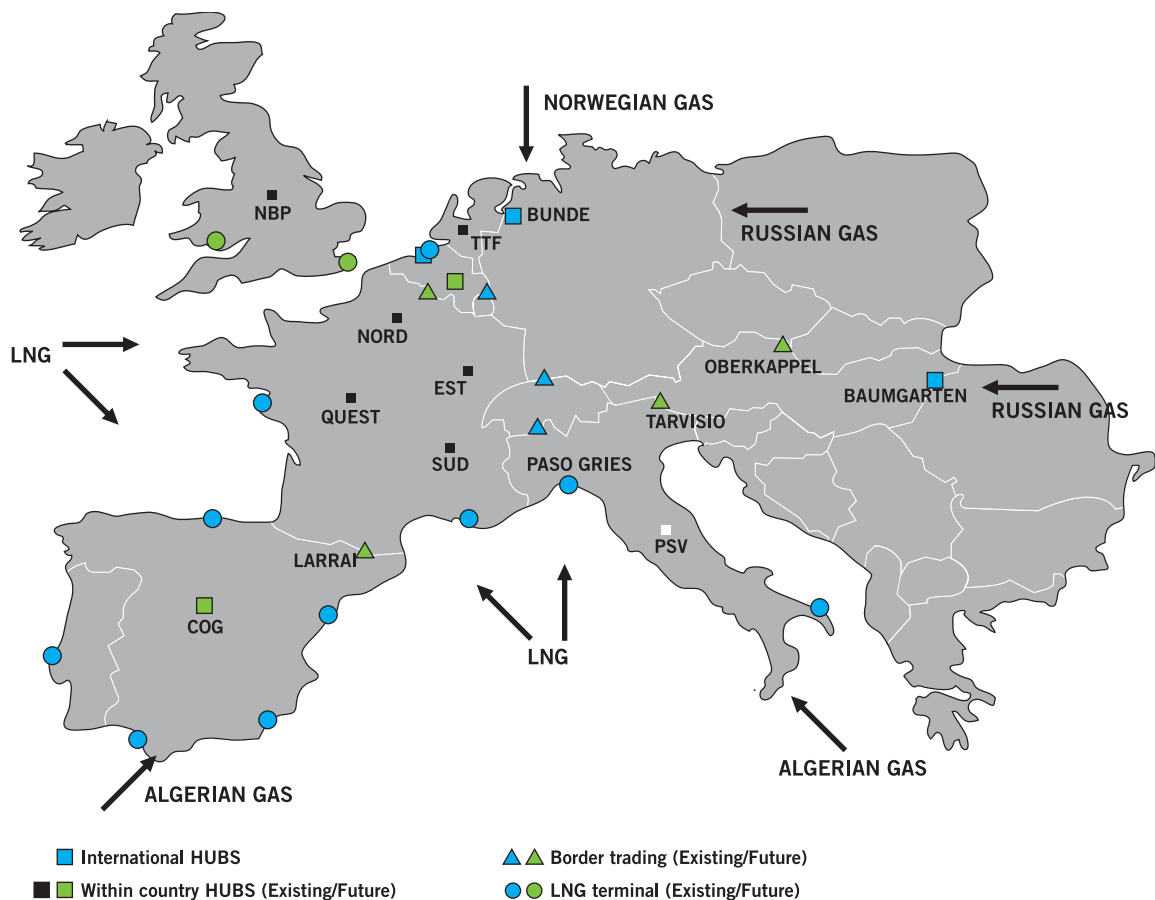 NORWEGIAN GAS
NBP
BUNDE
TTF
RUSSIAN GAS
NORD
LNG
OBERKAPPEL
EST
BAUMGARTEN
QUEST
RUSSIAN GAS
TARVISIO
SUD
PASO GRIES
PSV
LARRAI
COG
LNG
ALGERIAN GAS
ALGERIAN GAS
International HUBS
Border trading (Existing/Future)
Within country HUBS (Existing/Future)
LNG terminal (Existing/Future)